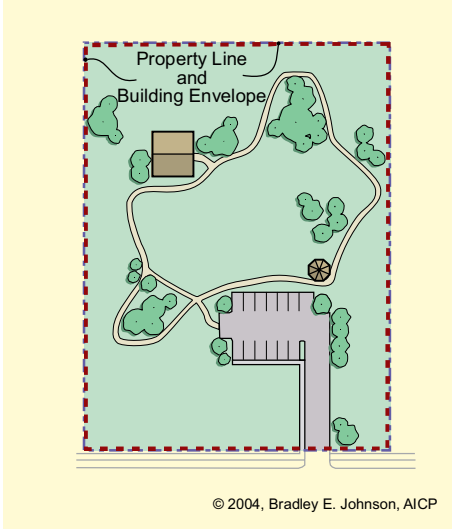 Property Line
and
Building Envelope
© 2004, Bradley E. Johnson, AICP